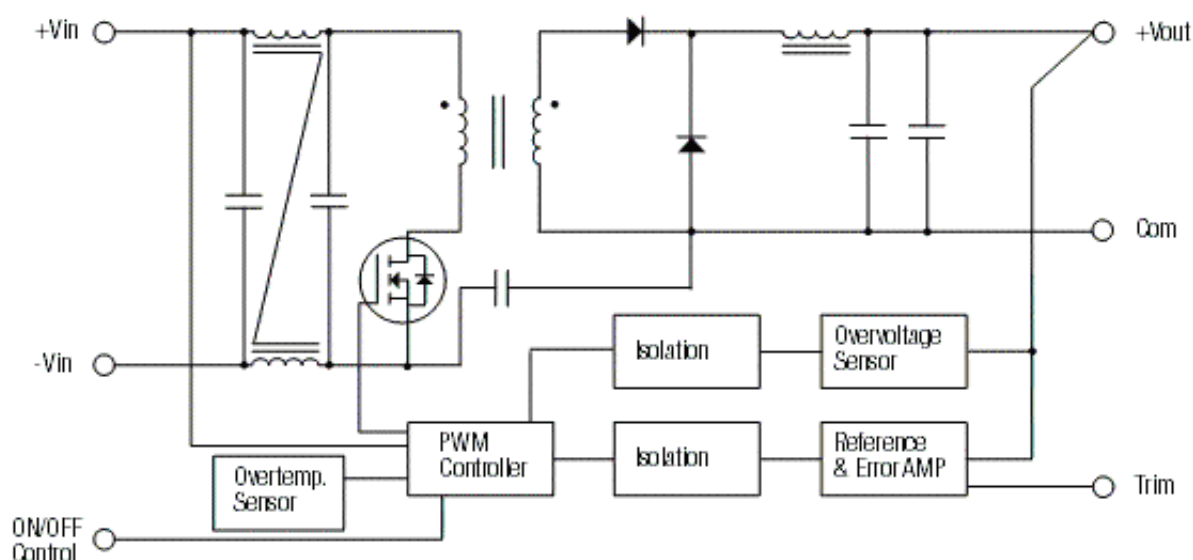 +Vin
+Vout
Com
-Vin
Isolation
Overvoltage
Sensor
PWM
Controller
Isolation
Reference
& Error AMP
Overtemp.
Sensor
Trim
ON/OFF
Control